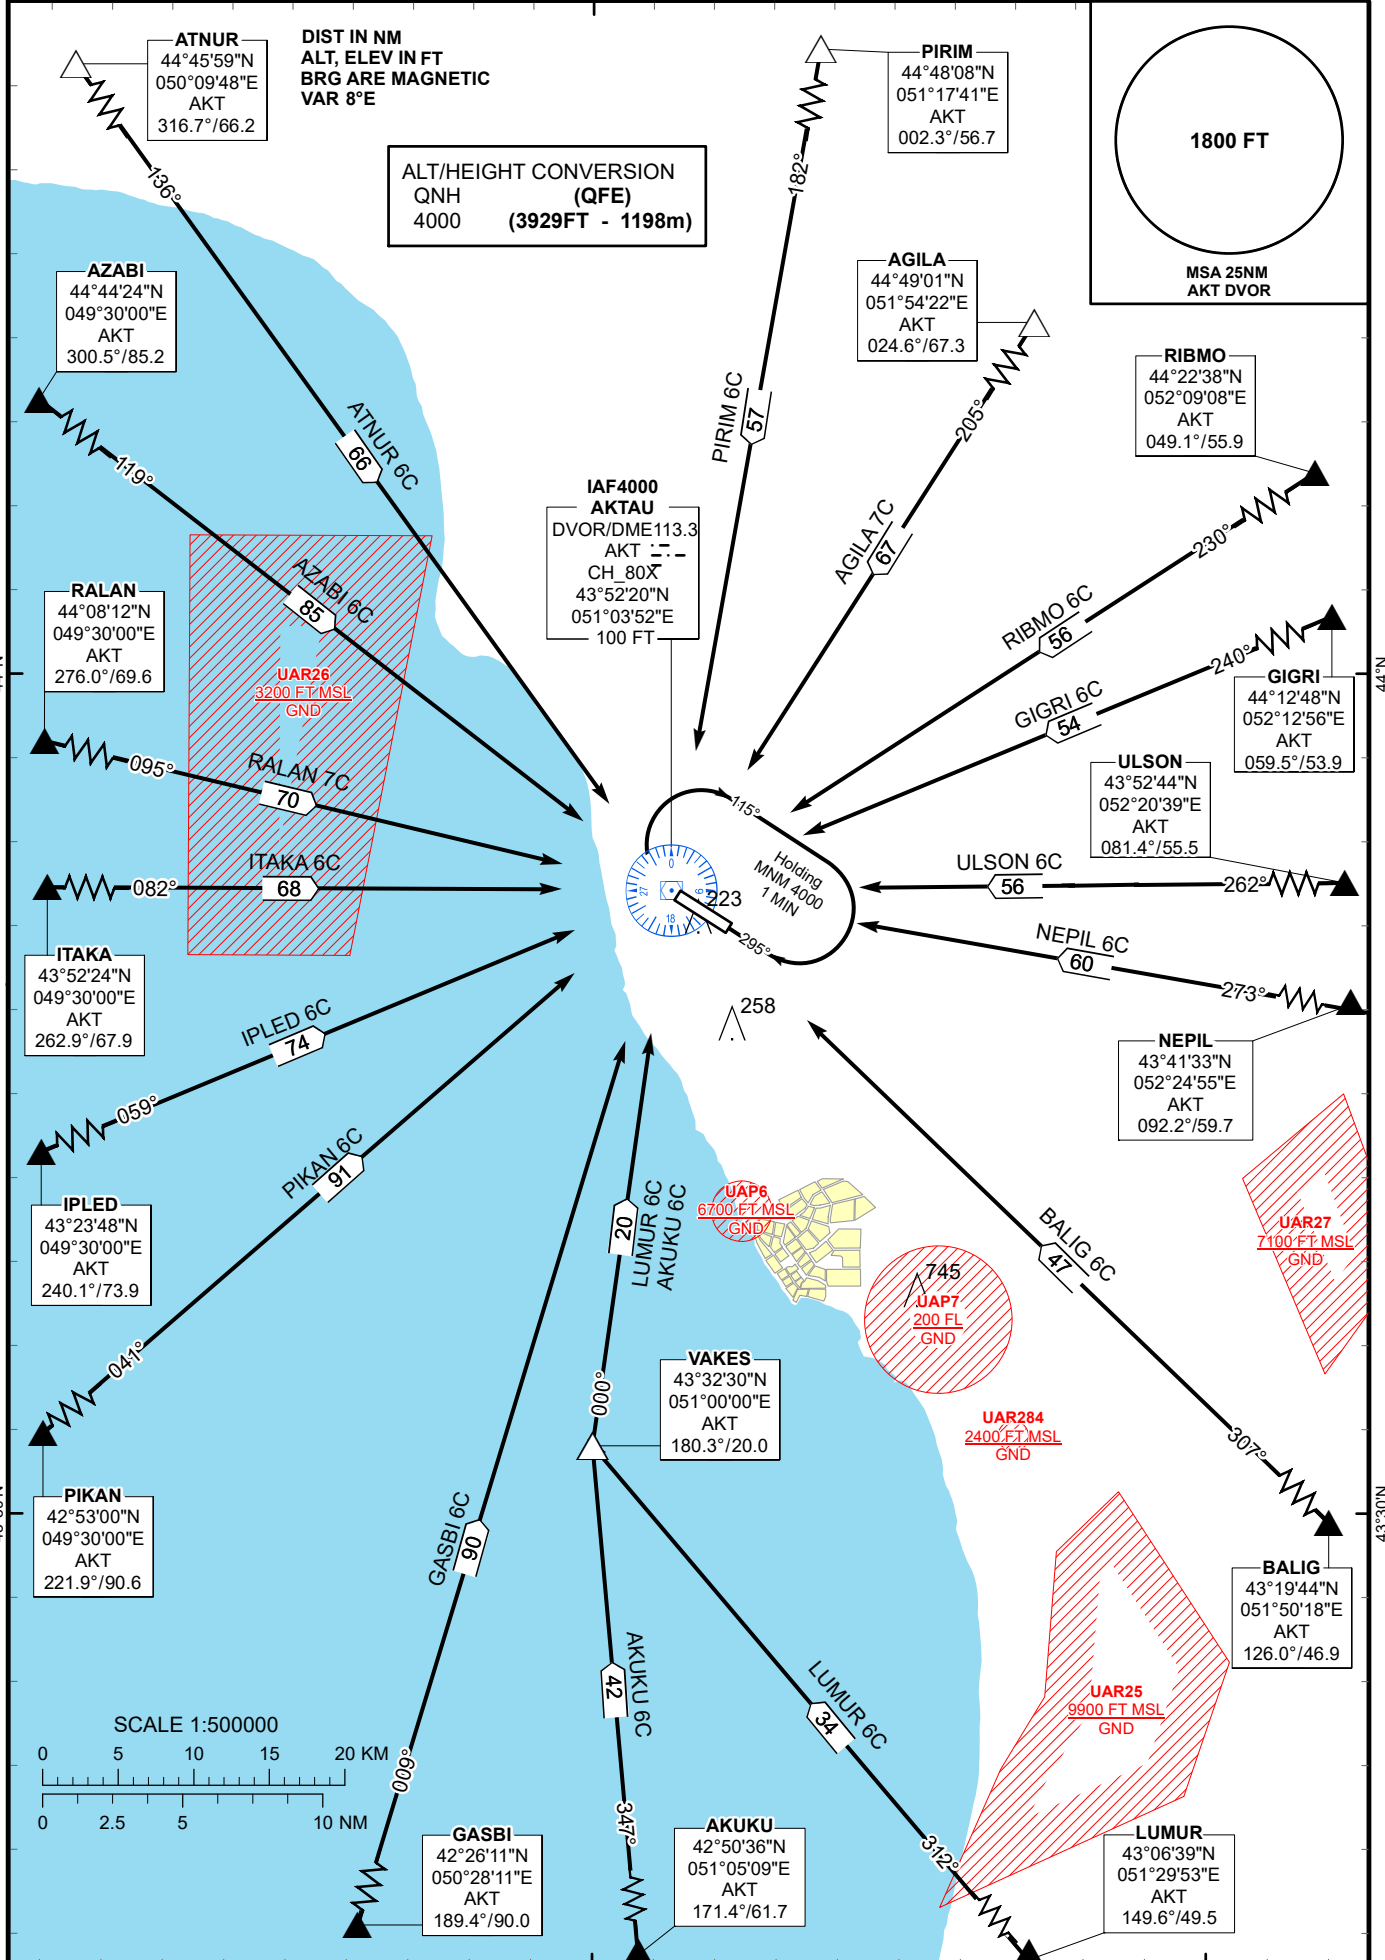 ATNUR
44°45'59"N
050°09'48"E
AKT
316.7°/66.2
DIST IN NM
ALT, ELEV IN FT
BRG ARE MAGNETIC
VAR 8°E
PIRIM
44°48'08"N
051°17'41"E
AKT
002.3°/56.7
1800 FT
MSA 25NM
AKT DVOR
ALT/HEIGHT CONVERSION
QNH (QFE)
4000 (3929FT - 1198m)
136°
182°
AZABI
44°44'24"N
049°30'00"E
AKT
300.5°/85.2
AGILA
44°49'01"N
051°54'22"E
AKT
024.6°/67.3
RIBMO
44°22'38"N
052°09'08"E
AKT
049.1°/55.9
119°
ATNUR 6C
66
PIRIM 6C
57
205°
230°
IAF4000
AKTAU
DVOR/DME113.3
AKT
CH_80X
43°52'20"N
051°03'52"E
100 FT
AGILA 7C
67
AZABI 6C
85
RIBMO 6C
56
RALAN
44°08'12"N
049°30'00"E
AKT
276.0°/69.6
UAR26
3200 FT MSL
GND
240°
GIGRI 6C
54
GIGRI
44°12'48"N
052°12'56"E
AKT
059.5°/53.9
44°N
095°
RALAN 7C
70
ULSON
43°52'44"N
052°20'39"E
AKT
081.4°/55.5
115°
Holding
MNM 4000
1 MIN
295°
082°
ITAKA 6C
68
0
9
18
27
223
ULSON 6C
56
262°
ITAKA
43°52'24"N
049°30'00"E
AKT
262.9°/67.9
NEPIL 6C
60
273°
258
IPLED 6C
74
059°
NEPIL
43°41'33"N
052°24'55"E
AKT
092.2°/59.7
PIKAN 6C
91
IPLED
43°23'48"N
049°30'00"E
AKT
240.1°/73.9
20
LUMUR 6C
AKUKU 6C
UAP6
6700 FT MSL
GND
BALIG 6C
47
UAR27
7100 FT MSL
GND
745
UAP7
200 FL
GND
041°
000°
VAKES
43°32'30"N
051°00'00"E
AKT
180.3°/20.0
UAR284
2400 FT MSL
GND
307°
PIKAN
42°53'00"N
049°30'00"E
AKT
221.9°/90.6
GASBI 6C
90
43°30'N
BALIG
43°19'44"N
051°50'18"E
AKT
126.0°/46.9
AKUKU 6C
42
LUMUR 6C
34
UAR25
9900 FT MSL
GND
SCALE 1:500000
0 5 10 15 20 KM
0 2.5 5 10 NM
009°
347°
312°
GASBI
42°26'11"N
050°28'11"E
AKT
189.4°/90.0
AKUKU
42°50'36"N
051°05'09"E
AKT
171.4°/61.7
LUMUR
43°06'39"N
051°29'53"E
AKT
149.6°/49.5